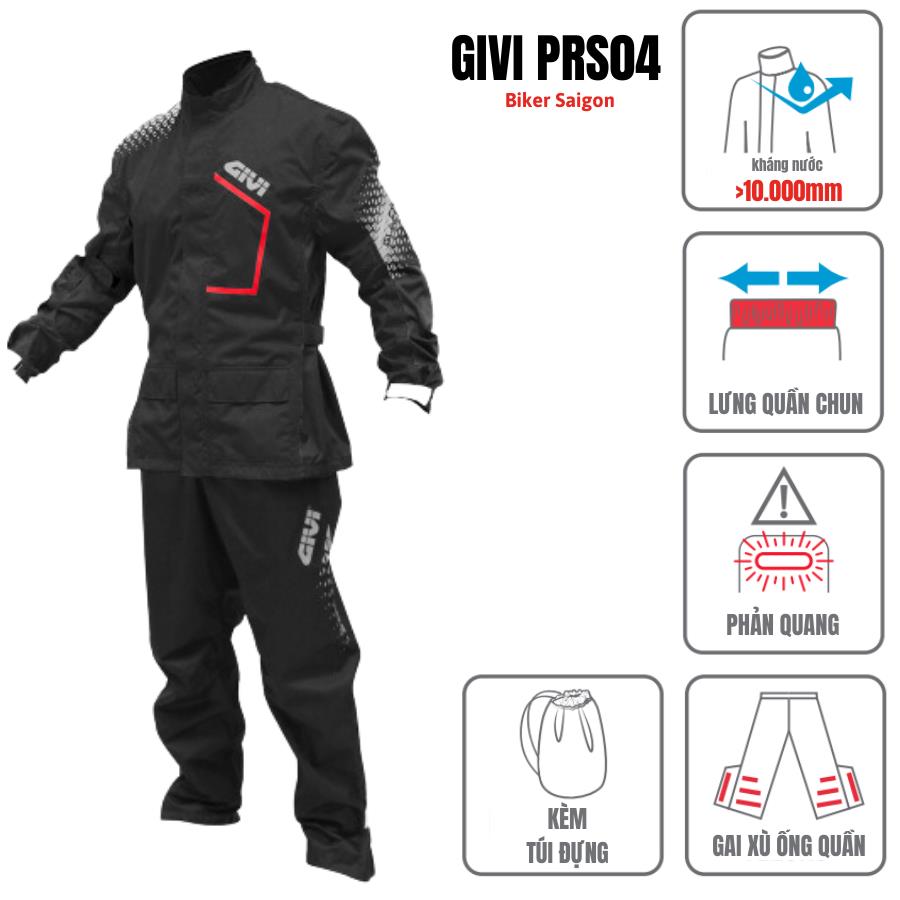 GIVI PRS04
Biker Saigon
kháng nước
>10.000mm
GIVI
LƯNG QUẦN CHUN
GIVI
PHẢN QUANG
KÈM
TÚI ĐỰNG
GAI XÙ ỐNG QUẦN